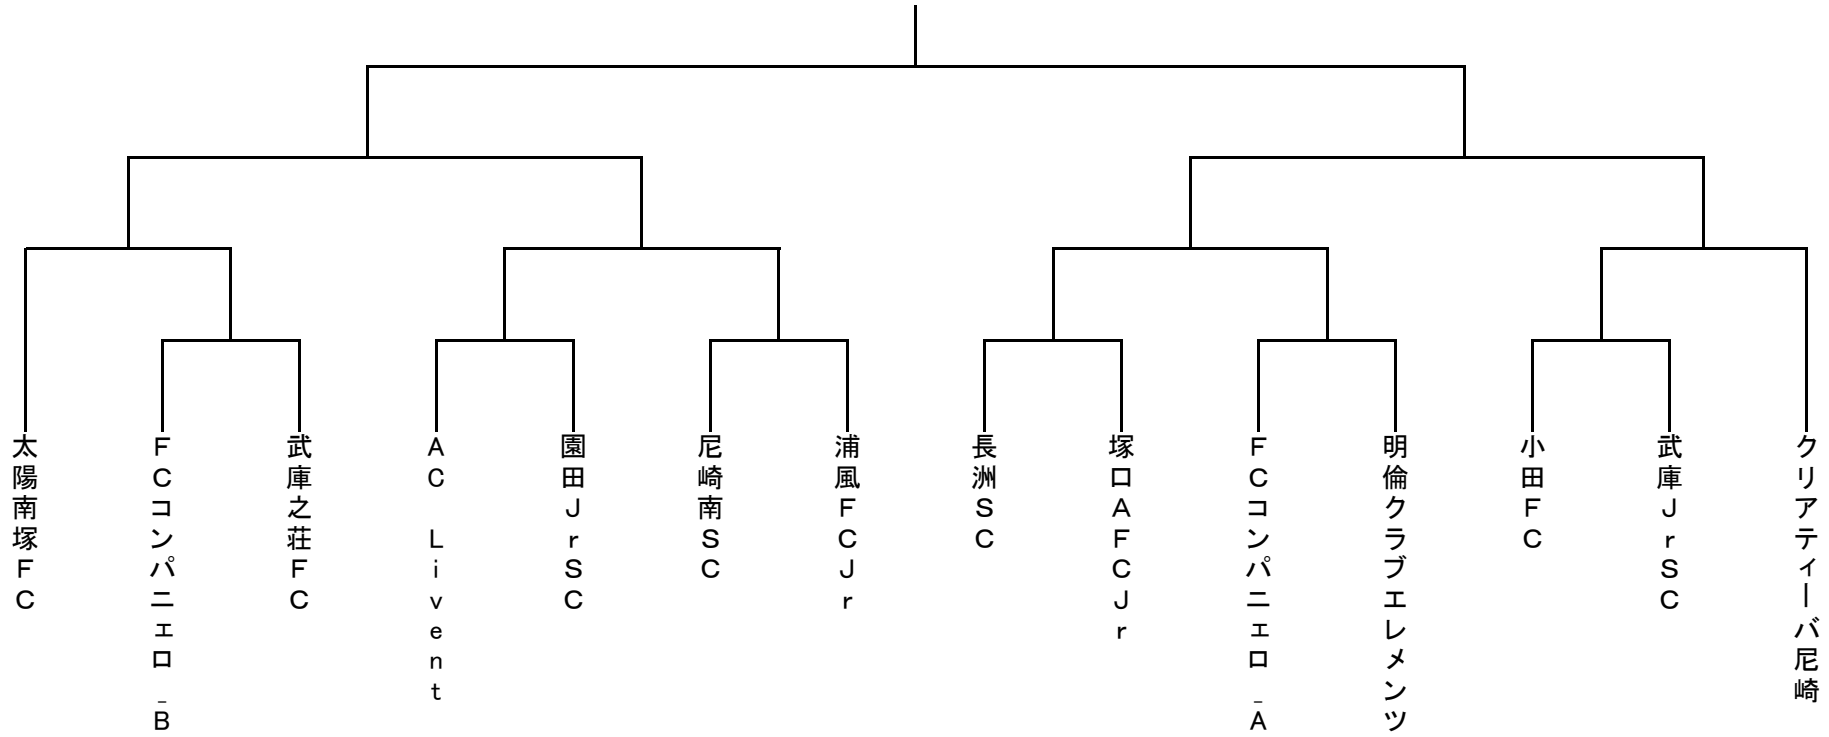 太陽南塚FC
FCコンパニエロ_B
武庫之荘FC
AC Livent
園田JrSC
尼崎南SC
浦風FCJr
長洲SC
塚口AFCJr
FCコンパニエロ_A
明倫クラブエレメンツ
小田FC
武庫JrSC
クリアティーバ尼崎